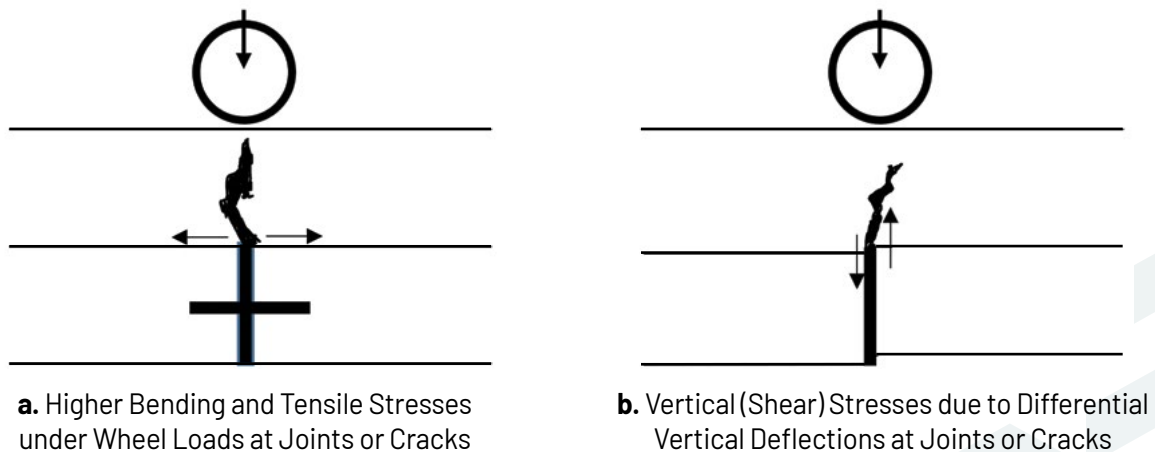 a. Higher Bending and Tensile Stresses
under Wheel Loads at Joints or Cracks
b. Vertical (Shear) Stresses due to Differential
Vertical Deflections at Joints or Cracks